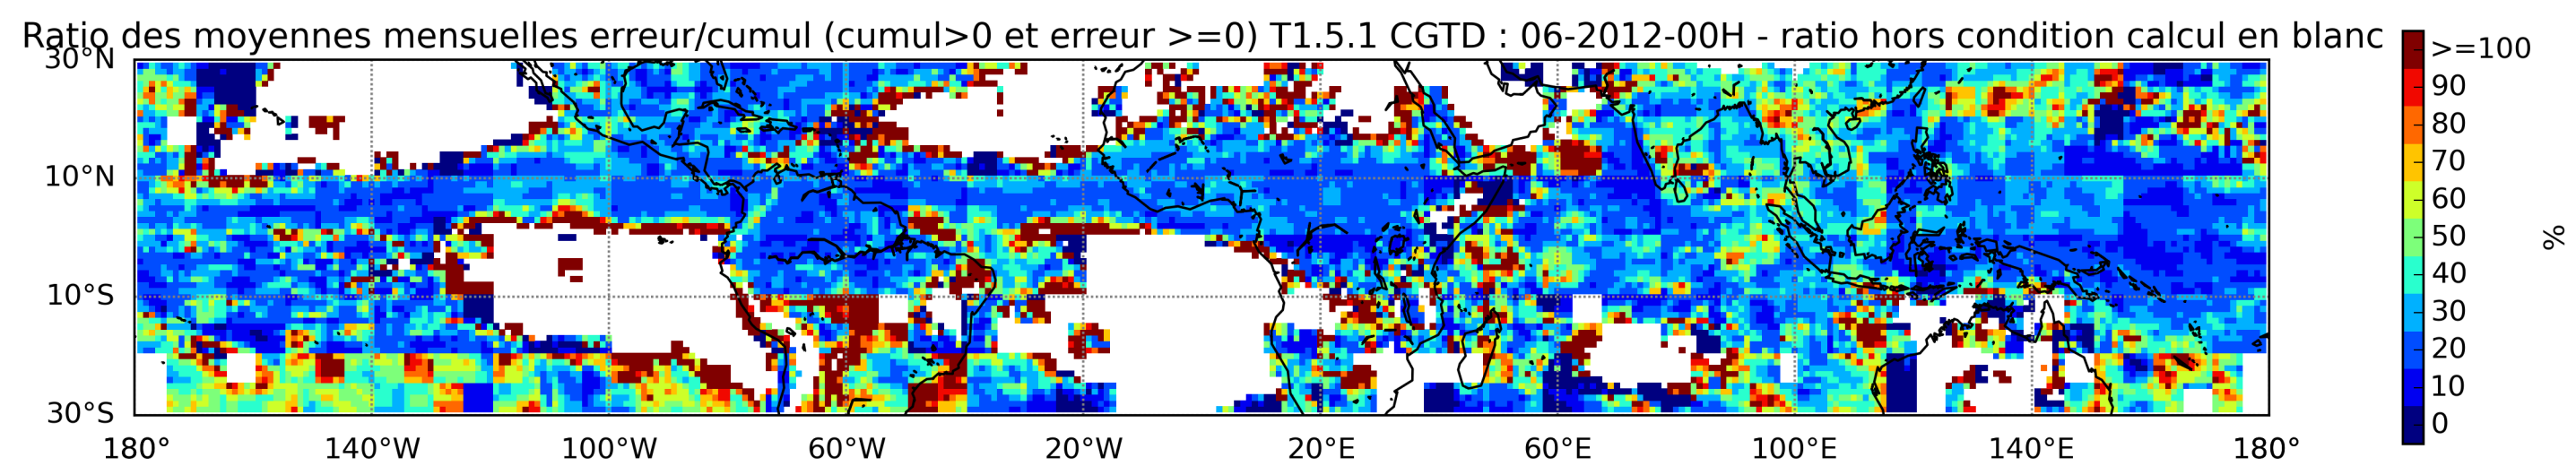 Ratio des moyennes mensuelles erreur/cumul (cumul>0 et erreur >=0) T1.5.1 CGTD : 06-2012-00H - ratio hors condition calcul en blanc
30°N
10°N
10°S
30°S
180° 140°W 100°W 60°W 20°W 20°E 60°E 100°E 140°E 180°
>=100
90
80
70
60
50
40
30
20
10
0
%